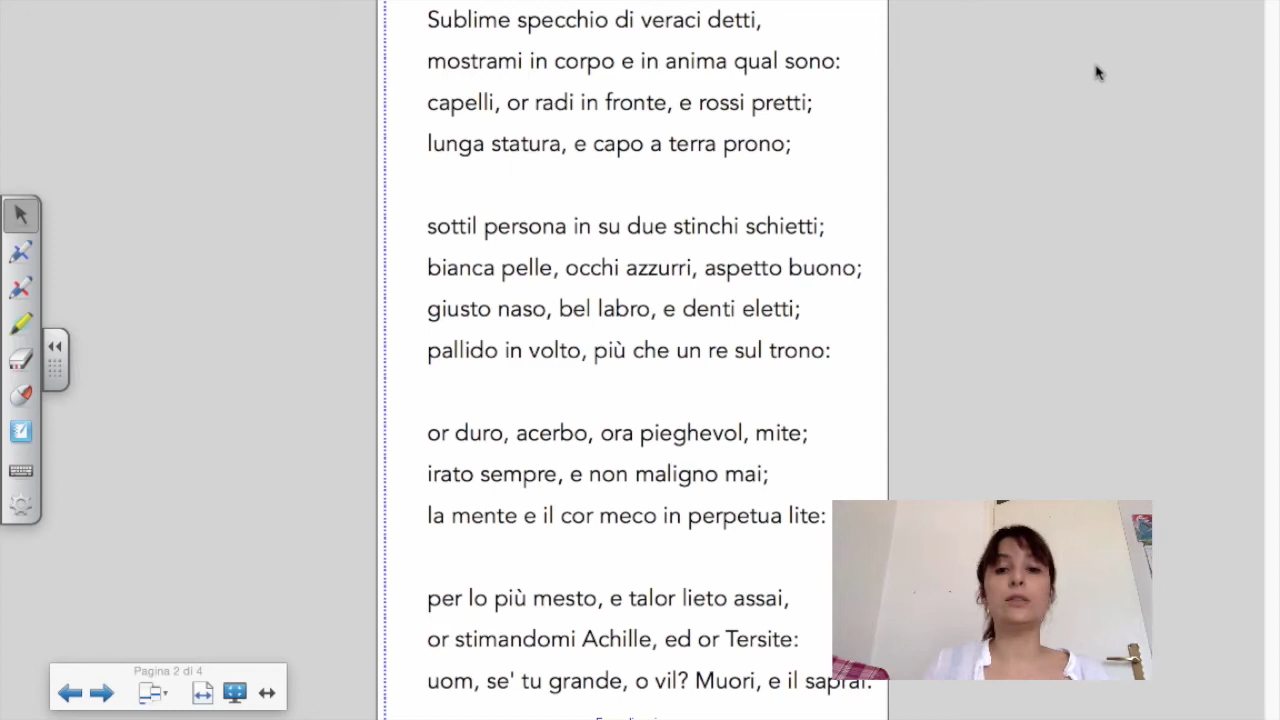 Sublime specchio di veraci detti,
mostrami in corpo e in anima qual sono:
capelli, or radi in fronte, e rossi pretti;
lunga statura, e capo a terra prono;
sottil persona in su due stinchi schietti;
bianca pelle, occhi azzurri, aspetto buono;
giusto naso, bel labro, e denti eletti;
pallido in volto, più che un re sul trono:
or duro, acerbo, ora pieghevol, mite;
irato sempre, e non maligno mai;
la mente e il cor meco in perpetua lite:
per lo più mesto, e talor lieto assai,
or stimandomi Achille, ed or Tersite:
uom, se' tu grande, o vil? Muori, e il saprai.
Pagina 2 di 4